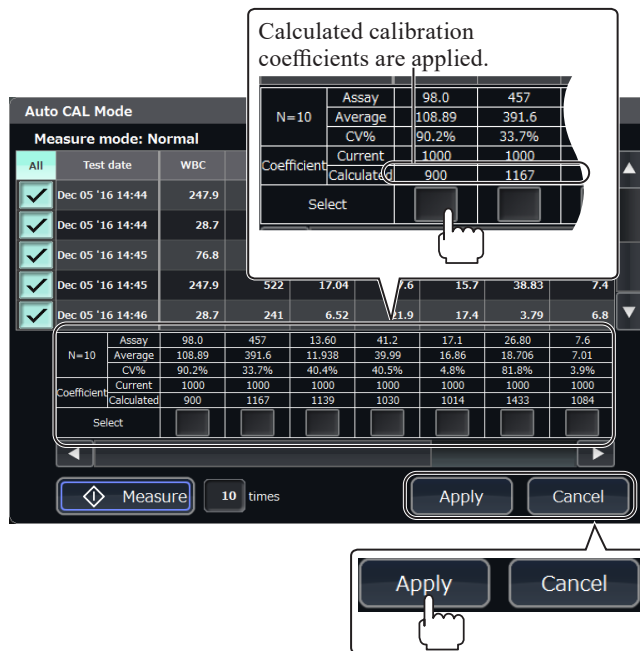 Calculated calibration
coefficients are applied.
Assay 98.0 457
N=10 Average 108.89 391.6
CV% 90.2% 33.7%
Coefficient Current 1000 1000
Calculated 900 1167
Select
Auto CAL Mode
Measure mode: Normal
All Test date WBC
Dec 05 '16 14:44 247.9
Dec 05 '16 14:44 28.7
Dec 05 '16 14:45 76.8
Dec 05 '16 14:45 247.9 522 17.04 15.7 38.83 7.4
Dec 05 '16 14:46 28.7 241 6.52 17.4 3.79 6.8
Assay 98.0 457 13.60 41.2 17.1 26.80 7.6
N=10 Average 108.89 391.6 11.938 39.99 16.86 18.706 7.01
CV% 90.2% 33.7% 40.4% 40.5% 4.8% 81.8% 3.9%
Coefficient Current 1000 1000 1000 1000 1000 1000 1000
Calculated 900 1167 1139 1030 1014 1433 1084
Select
Measure 10 times Apply Cancel
Apply Cancel